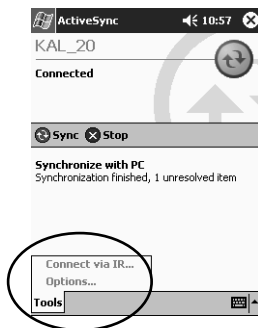 ActiveSync 10:57
KAL_20
Connected
Sync Stop
Synchronize with PC
Synchronization finished, 1 unresolved item
Connect via IR...
Options...
Tools